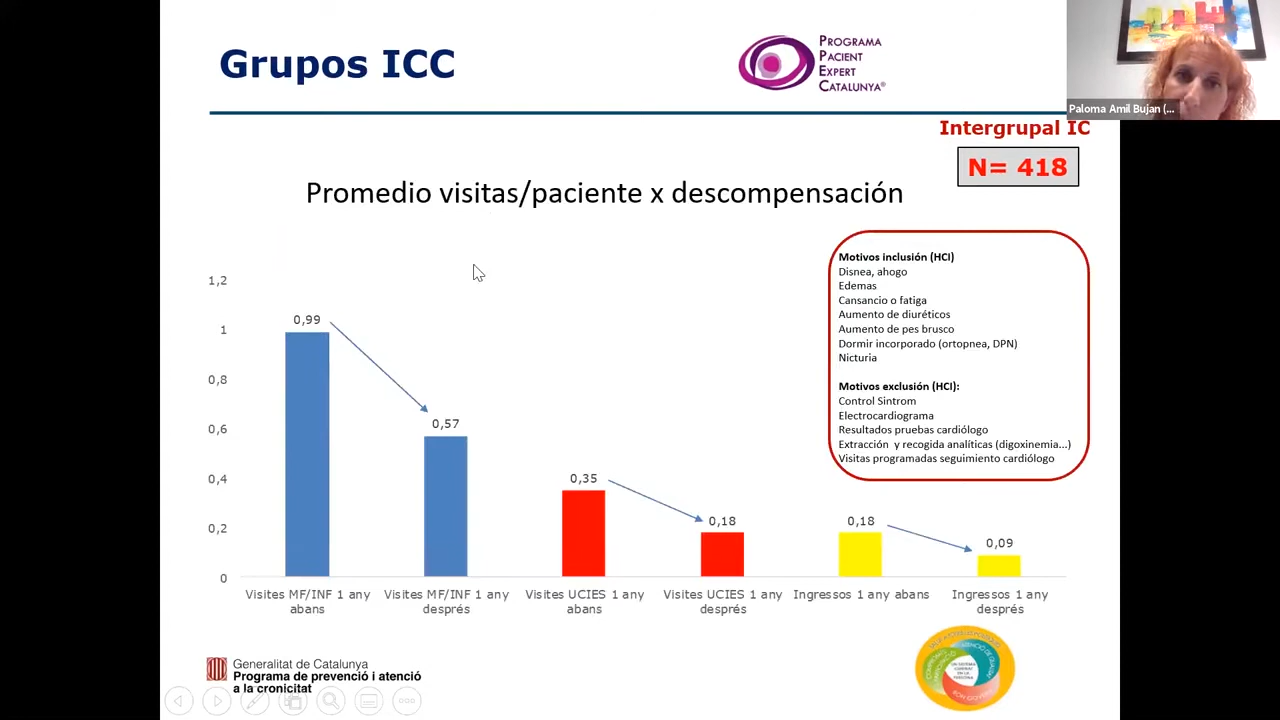 Grupos ICC
PROGRAMA
PACIENT
EXPERT
CATALUNYA®
Paloma Amil Bujan (...
Intergrupal IC
N= 418
Promedio visitas/paciente x descompensación
Motivos inclusión (HCI)
Disnea, ahogo
Edemas
Cansancio o fatiga
Aumento de diuréticos
Aumento de pes brusco
Dormir incorporado (ortopnea, DPN)
Nicturia
Motivos exclusión (HCI):
Control Sintrom
Electrocardiograma
Resultados pruebas cardiólogo
Extracción y recogida analíticas (digoxinemia...)
Visitas programadas seguimiento cardiólogo
1,2
1
0,8
0,6
0,4
0,2
0
0,99
0,57
0,35
0,18
0,18
0,09
Visites MF/INF 1 any
abans
Visites MF/INF 1 any
després
Visites UCIES 1 any
abans
Visites UCIES 1 any
després
Ingressos 1 any abans
Ingressos 1 any
després
Generalitat de Catalunya
Programa de prevenció i atenció
a la cronicitat